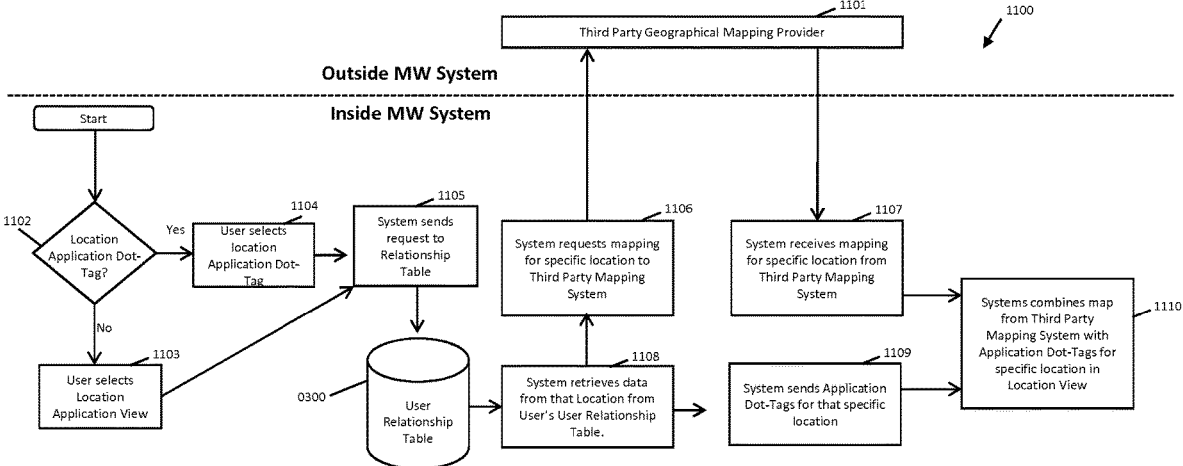 1101
1100
Third Party Geographical Mapping Provider
Outside MW System
Inside MW System
Start
1102
Location
Application Dot-
Tag?
Yes
No
1104
User selects
location
Application Dot-
Tag
1103
User selects
Location
Application View
1105
System sends
request to
Relationship
Table
0300
User
Relationship
Table
1106
System requests mapping
for specific location to
Third Party Mapping
System
1108
System retrieves data
from that Location from
User's User Relationship
Table.
1107
System receives mapping
for specific location from
Third Party Mapping
System
1109
System sends Application
Dot-Tags for that specific
location
1110
Systems combines map
from Third Party
Mapping System with
Application Dot-Tags for
specific location in
Location View